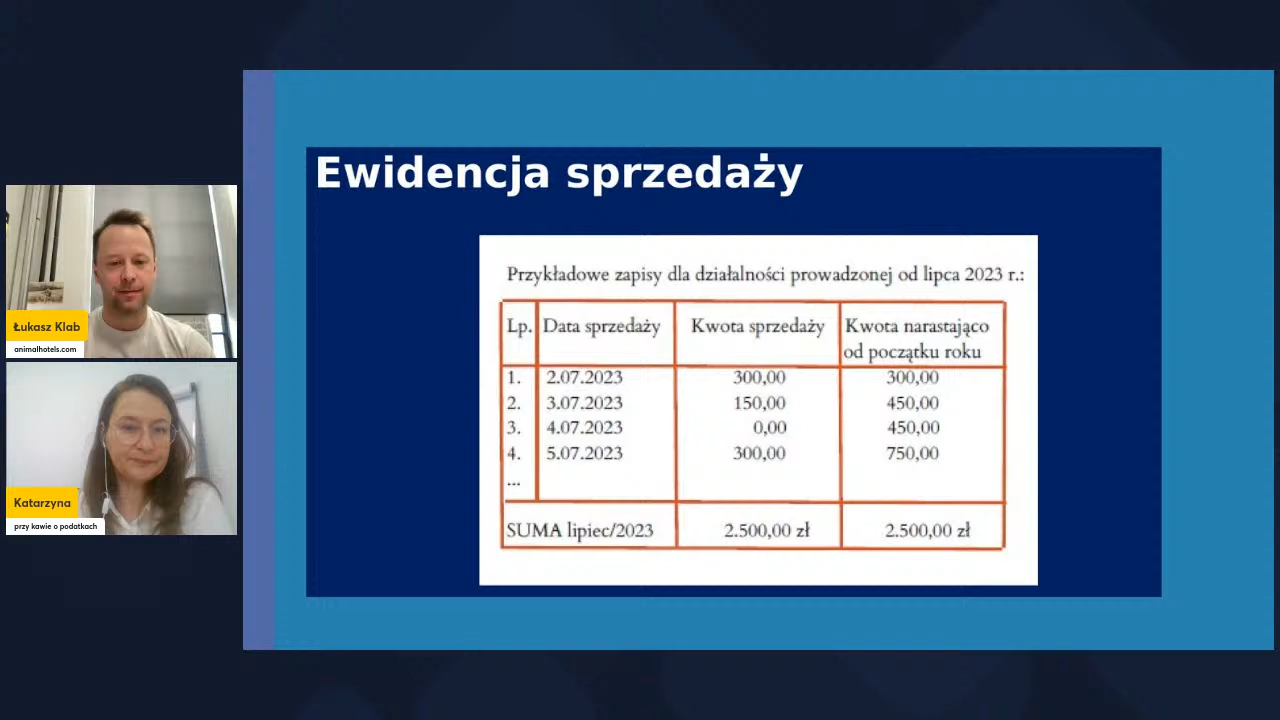 Ewidencja sprzedaży
Przykładowe zapisy dla działalności prowadzonej od lipca 2023 r.:
Lp. Data sprzedaży Kwota sprzedaży Kwota narastająco
od początku roku
1. 2.07.2023 300,00 300,00
2. 3.07.2023 150,00 450,00
3. 4.07.2023 0,00 450,00
4. 5.07.2023 300,00 750,00
...
SUMA lipiec/2023 2.500,00 zł 2.500,00 zł
Łukasz Klab
animalhotels.com
Katarzyna
przy kawie o podatkach